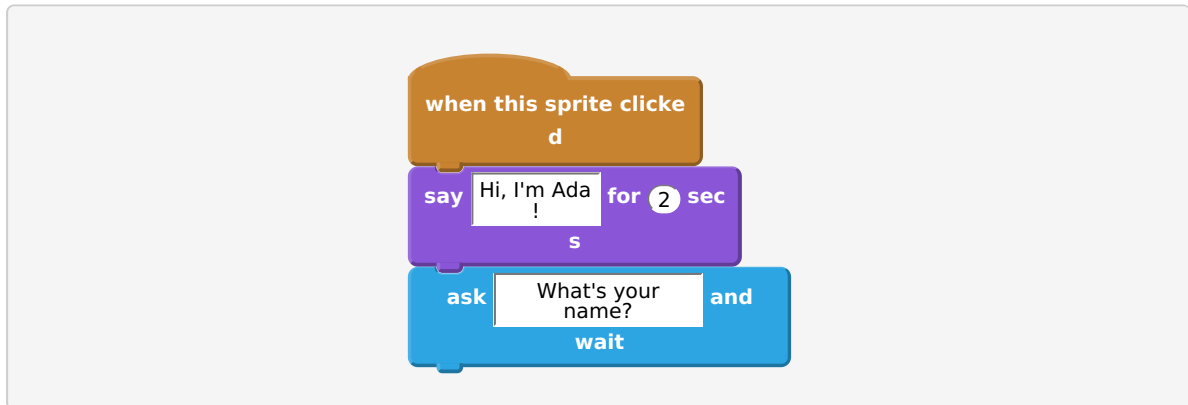 when this sprite clicke
d
say Hi, I'm Ada
! for 2 sec
s
ask What's your
name? and
wait